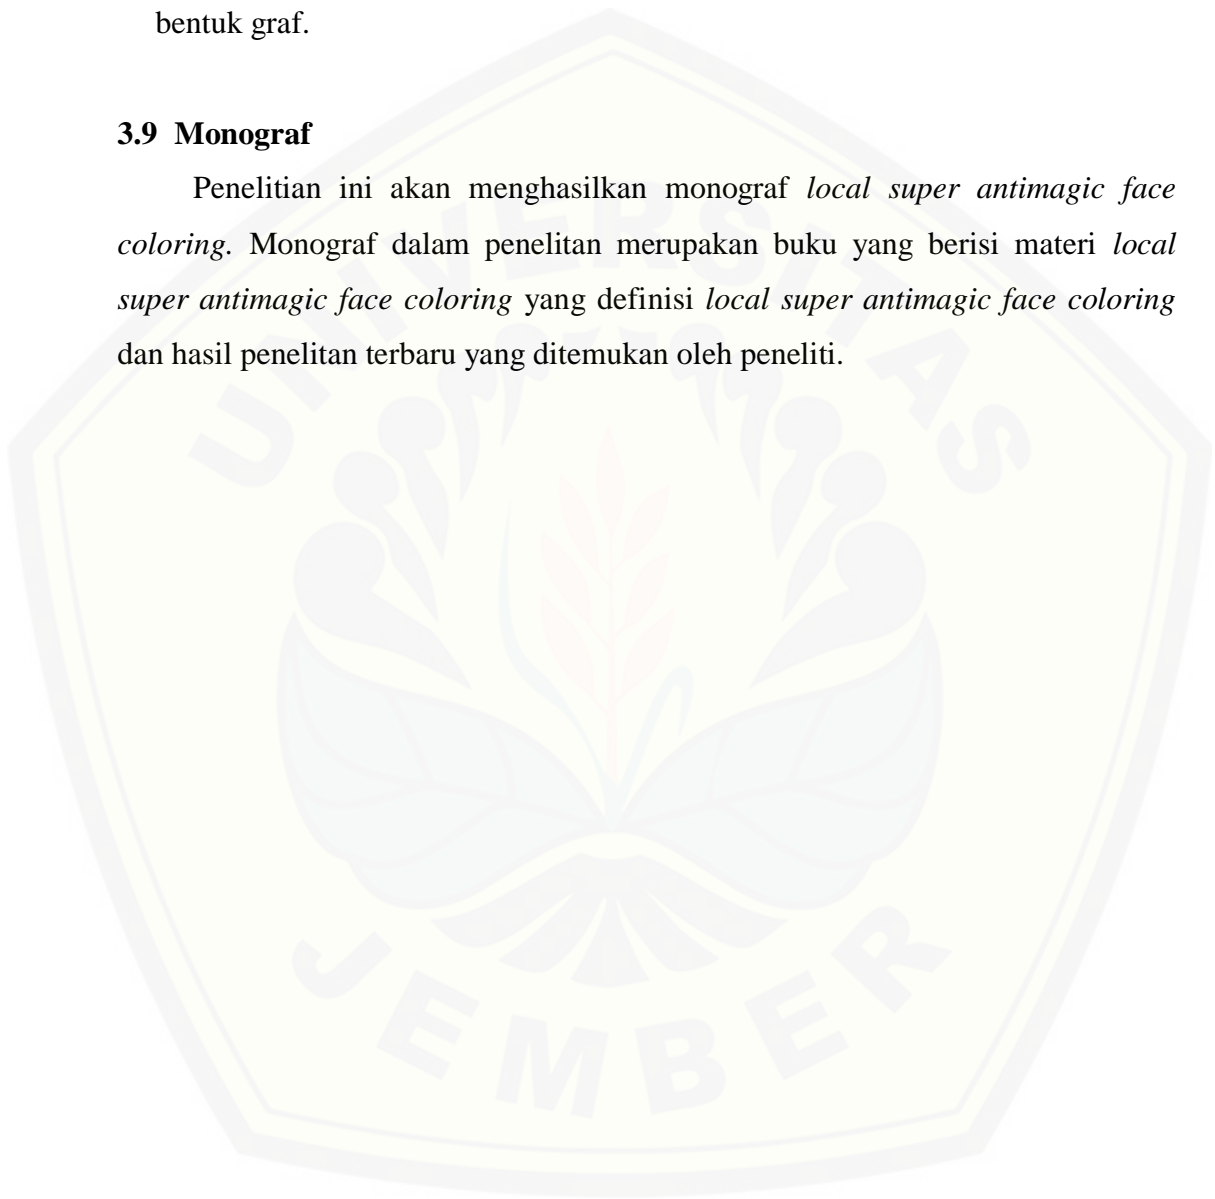 bentuk graf.
3.9 Monograf
Penelitian ini akan menghasilkan monograf local super antimagic face
coloring. Monograf dalam penelitan merupakan buku yang berisi materi local
super antimagic face coloring yang definisi local super antimagic face coloring
dan hasil penelitan terbaru yang ditemukan oleh peneliti.
UNIVERSITAS
JEMBER